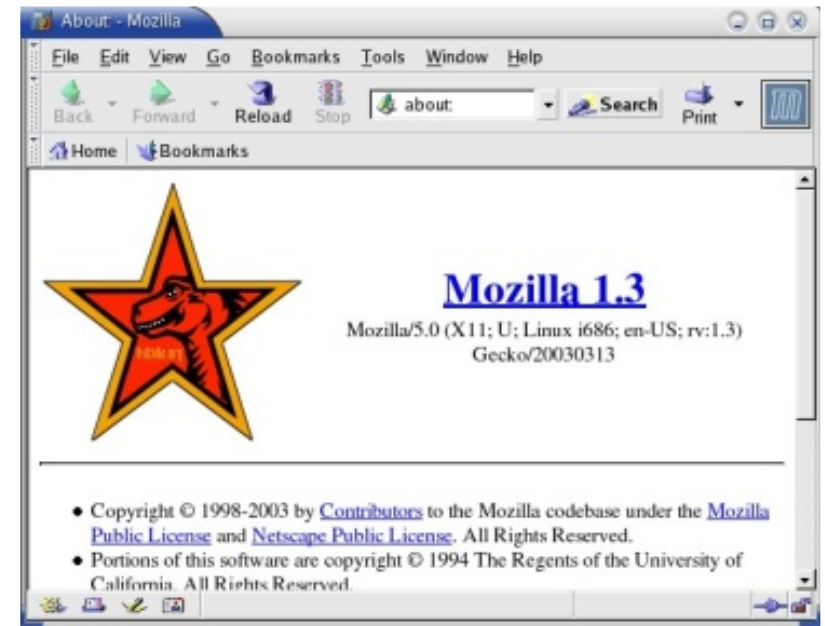 About: - Mozilla
File Edit View Go Bookmarks Tools Window Help
Back Forward Reload Stop about: Search Print
Home Bookmarks
Mozilla 1.3
Mozilla/5.0 (X11; U; Linux i686; en-US; rv:1.3)
Gecko/20030313
mozilla.org
• Copyright © 1998-2003 by Contributors to the Mozilla codebase under the Mozilla
Public License and Netscape Public License. All Rights Reserved.
• Portions of this software are copyright © 1994 The Regents of the University of
California. All Rights Reserved.